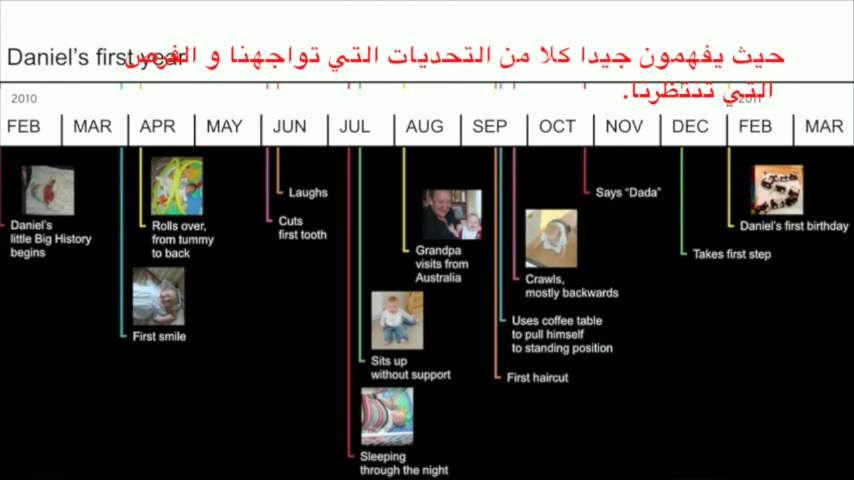 Daniel's first year
حيث يفهمون جيدا كلا من التحديات التي تواجهنا و الفرص
التي تنتظرنا.
2010
2011
FEB
MAR
APR
MAY
JUN
JUL
AUG
SEP
OCT
NOV
DEC
FEB
MAR
Daniel's
little Big History
begins
Rolls over,
from tummy
to back
First smile
Laughs
Cuts
first tooth
Grandpa
visits from
Australia
Sits up
without support
Sleeping
through the night
Crawls,
mostly backwards
Uses coffee table
to pull himself
to standing position
First haircut
Says "Dada"
Takes first step
Daniel's first birthday